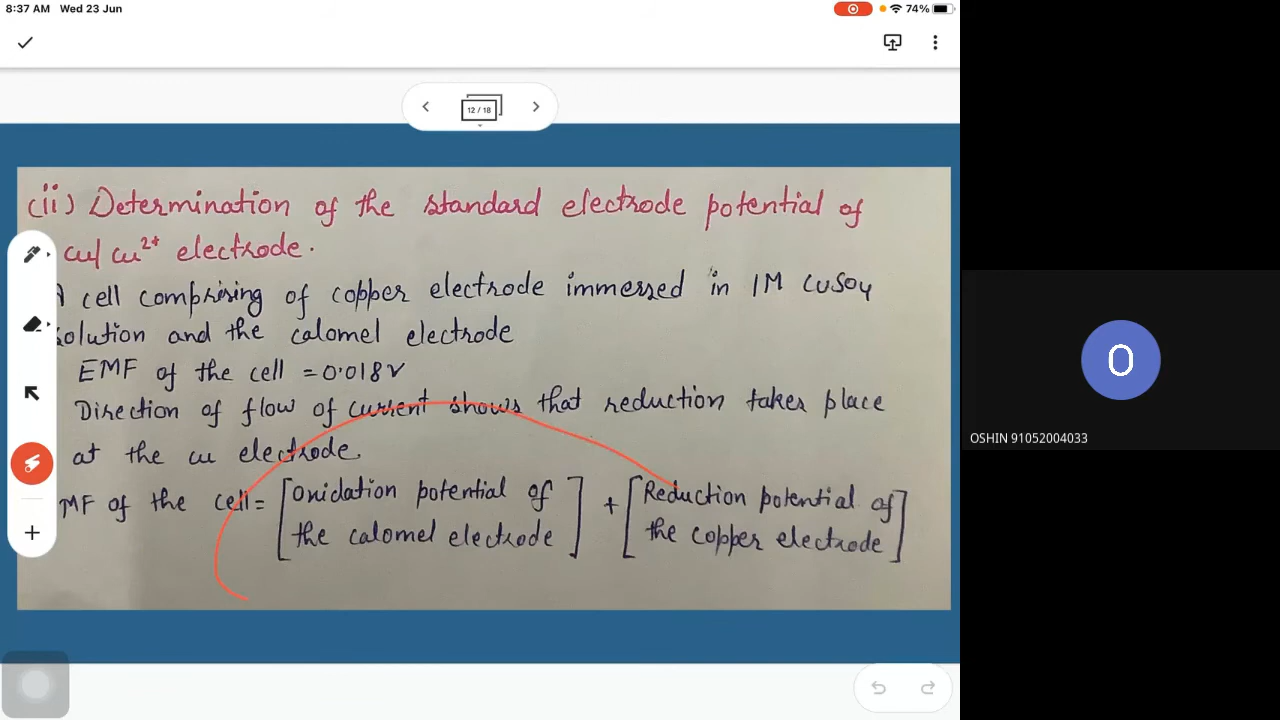 8:37 AM Wed 23 Jun
74%
12 / 18
(ii) Determination of the standard electrode potential of
Cu/Cu²⁺ electrode.
cell comprising of copper electrode immersed in 1M CuSO₄
solution and the calomel electrode
EMF of the cell = 0.018V
Direction of flow of current shows that reduction takes place
at the cu electrode.
MF of the cell = [Oxidation potential of
the calomel electrode] + [Reduction potential of
the copper electrode]
O
OSHIN 91052004033